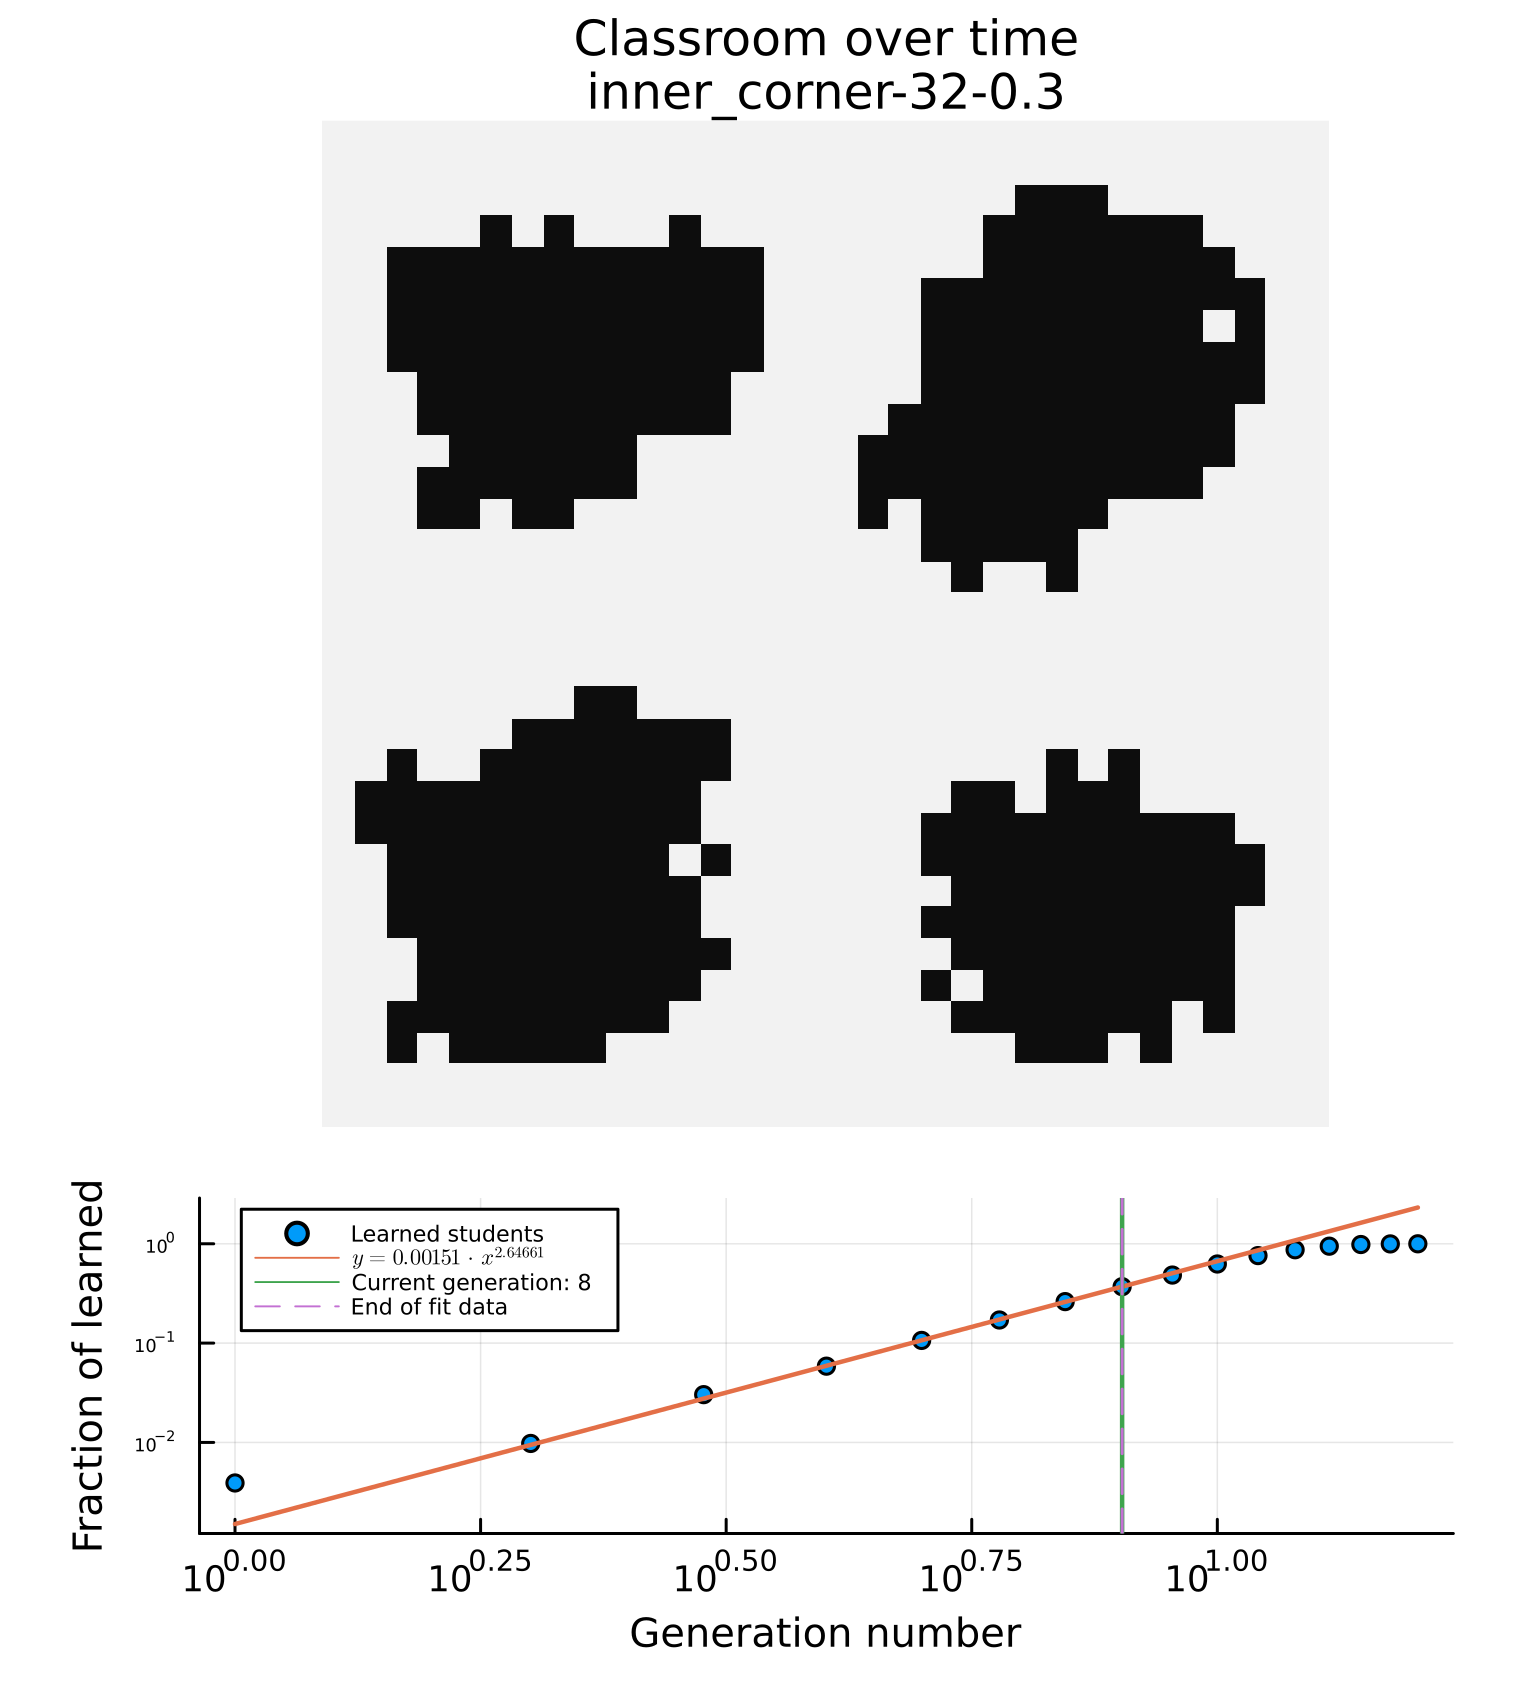 Classroom over time
inner_corner-32-0.3
Fraction of learned
10^0
10^-1
10^-2
Learned students
y = 0.00151 · x^2.64661
Current generation: 8
End of fit data
10^0.00 10^0.25 10^0.50 10^0.75 10^1.00
Generation number